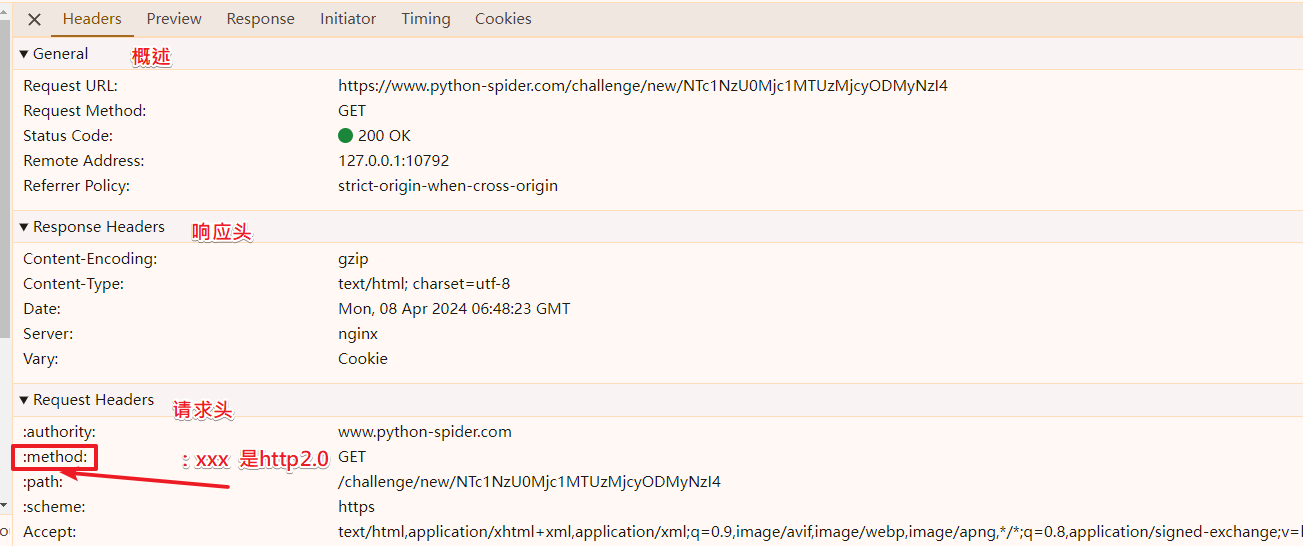 Headers Preview Response Initiator Timing Cookies
General 概述
Request URL: https://www.python-spider.com/challenge/new/NTc1NzU0Mjc1MTUzMjcyODMyNzI4
Request Method: GET
Status Code: 200 OK
Remote Address: 127.0.0.1:10792
Referrer Policy: strict-origin-when-cross-origin
Response Headers 响应头
Content-Encoding: gzip
Content-Type: text/html; charset=utf-8
Date: Mon, 08 Apr 2024 06:48:23 GMT
Server: nginx
Vary: Cookie
Request Headers 请求头
:authority: www.python-spider.com
:method: : xxx 是http2.0 GET
:path: /challenge/new/NTc1NzU0Mjc1MTUzMjcyODMyNzI4
:scheme: https
Accept: text/html,application/xhtml+xml,application/xml;q=0.9,image/avif,image/webp,image/apng,*/*;q=0.8,application/signed-exchange;v=